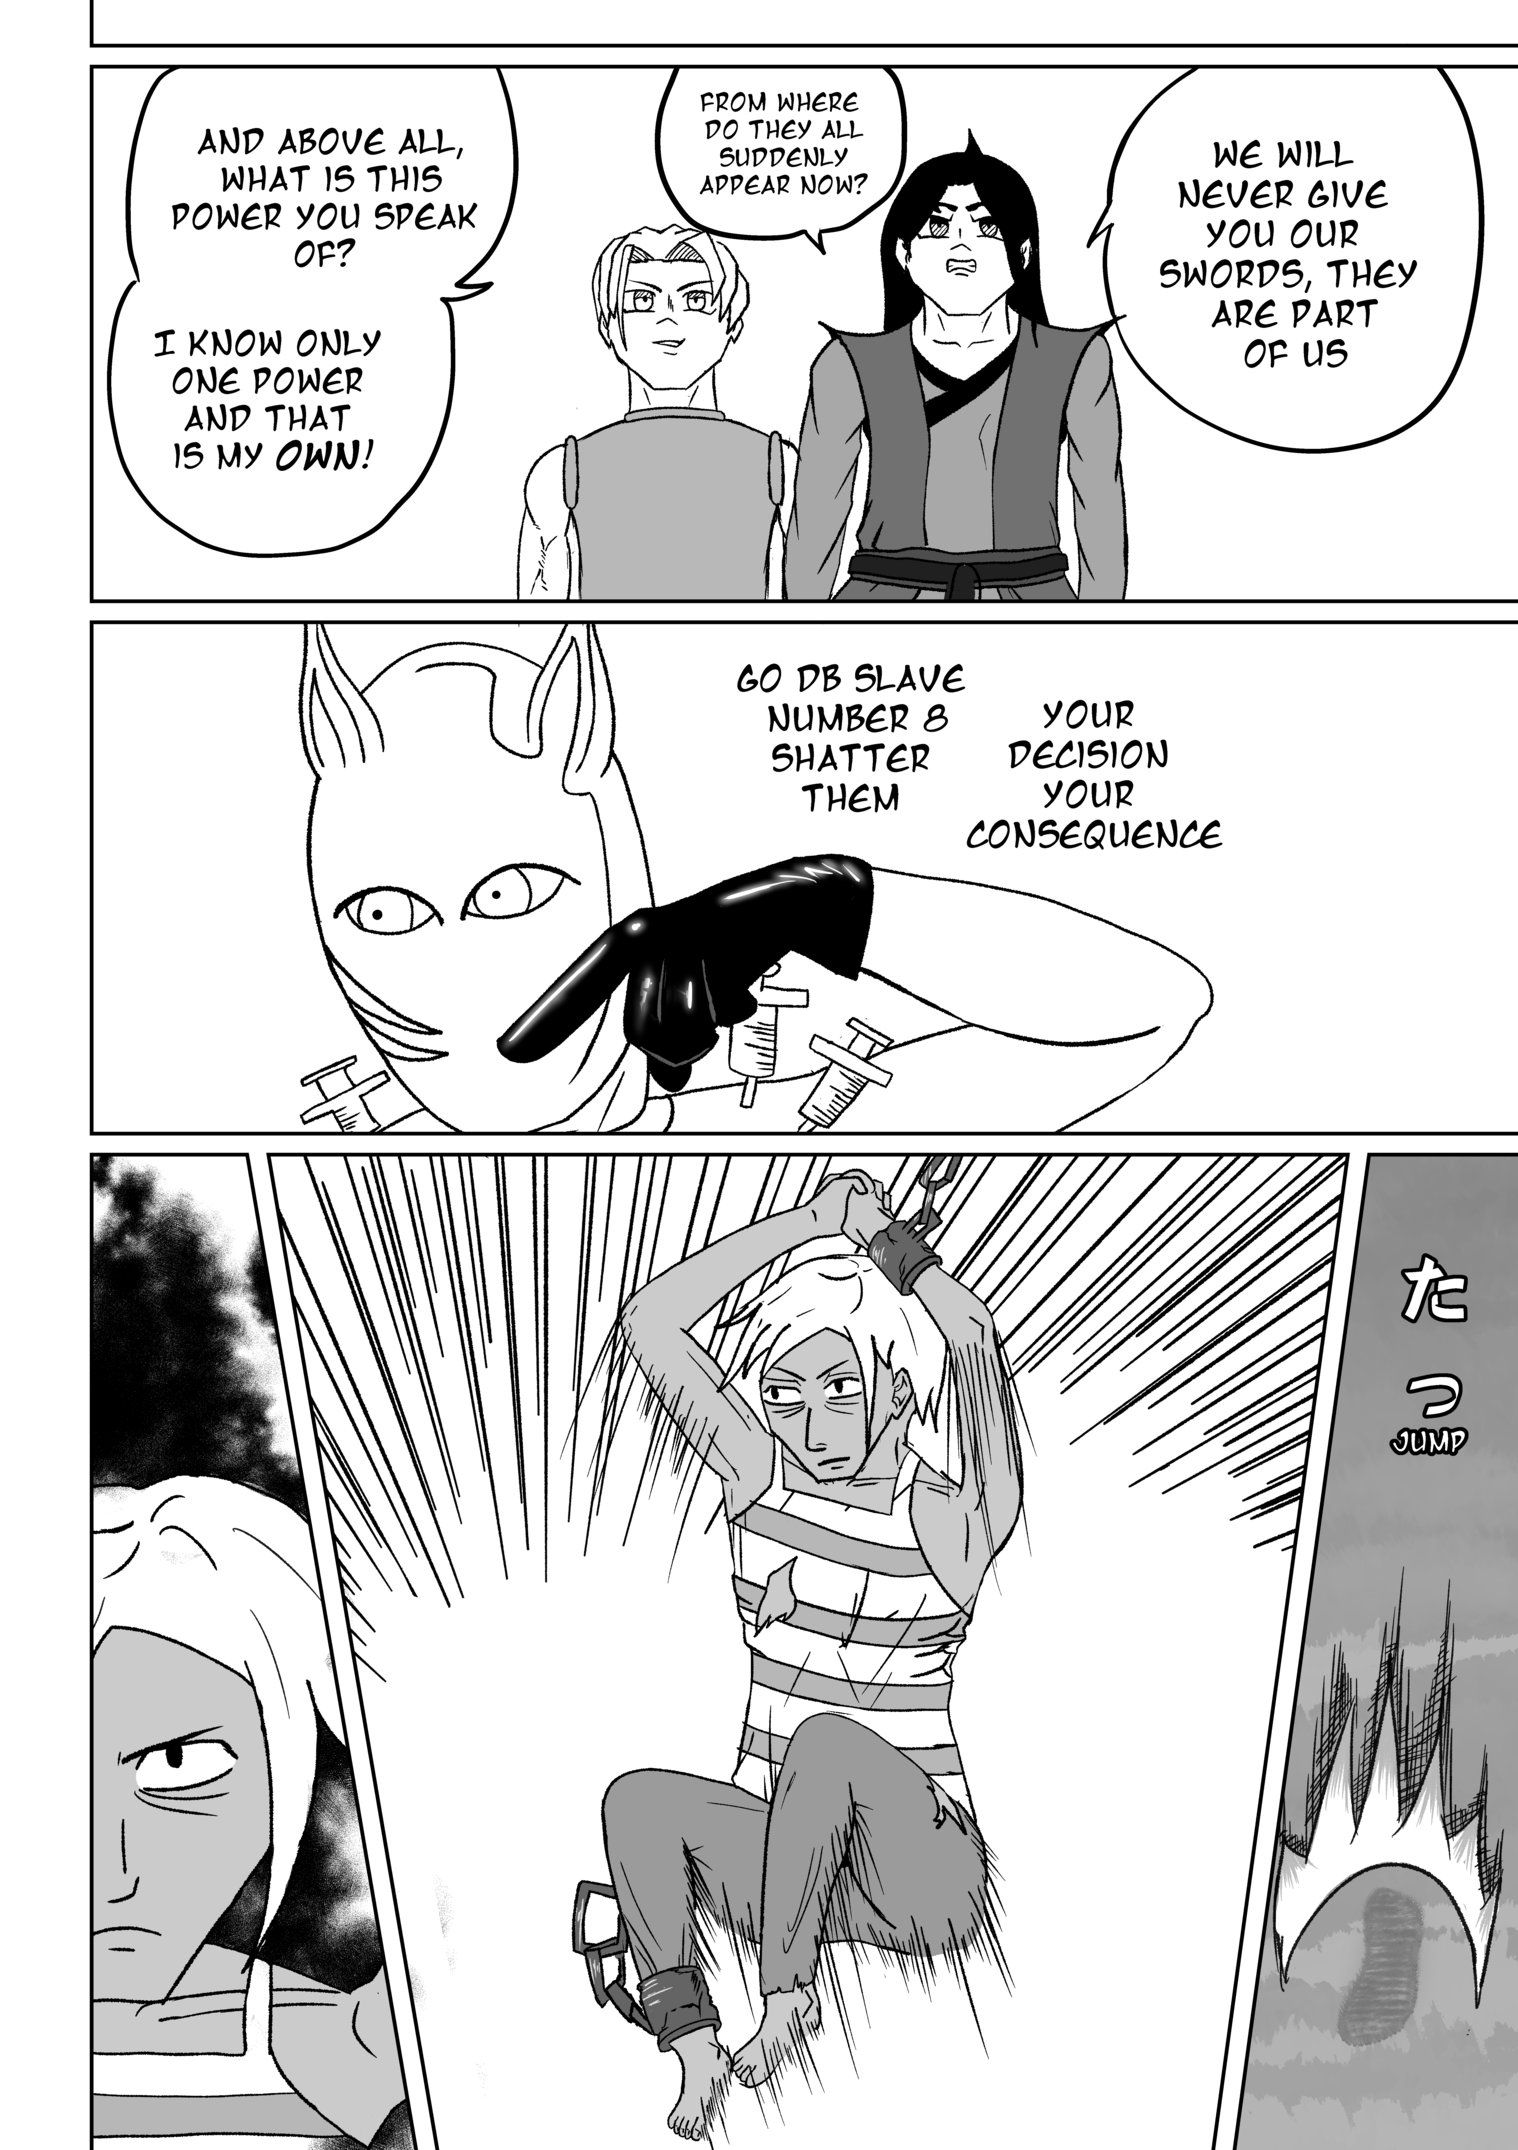 WE WILL
NEVER GIVE
YOU OUR
SWORDS, THEY
ARE PART
OF US
FROM WHERE
DO THEY ALL
SUDDENLY
APPEAR NOW?
AND ABOVE ALL,
WHAT IS THIS
POWER YOU SPEAK
OF?
I KNOW ONLY
ONE POWER
AND THAT
IS MY OWN!
YOUR
DECISION
YOUR
CONSEQUENCE
GO DB SLAVE
NUMBER 8
SHATTER
THEM
た
っ
JUMP